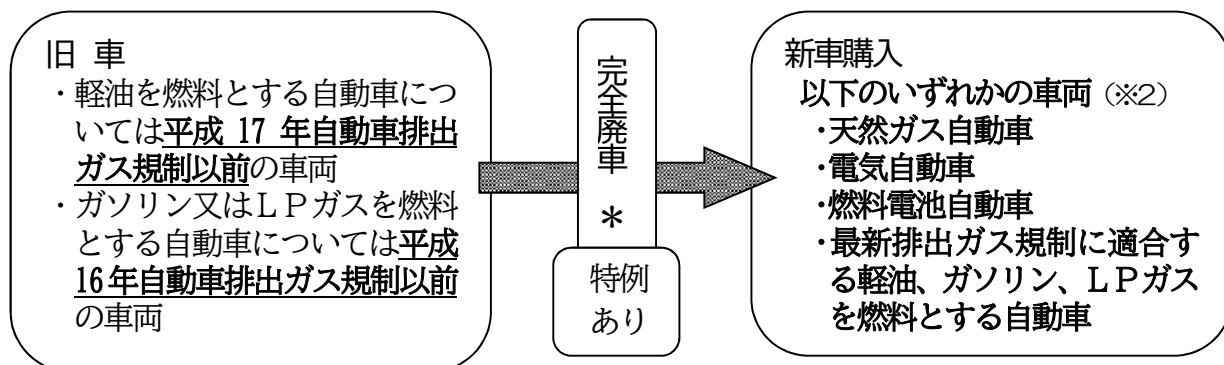 旧 車
・軽油を燃料とする自動車につ
いては平成 17 年自動車排出
ガス規制以前の車両
・ガソリン又はＬＰガスを燃料
とする自動車については平成
16年自動車排出ガス規制以前
の車両
完全廃車 ＊
特例
あり
新車購入
以下のいずれかの車両（※2）
・天然ガス自動車
・電気自動車
・燃料電池自動車
・最新排出ガス規制に適合す
る軽油、ガソリン、ＬＰガス
を燃料とする自動車